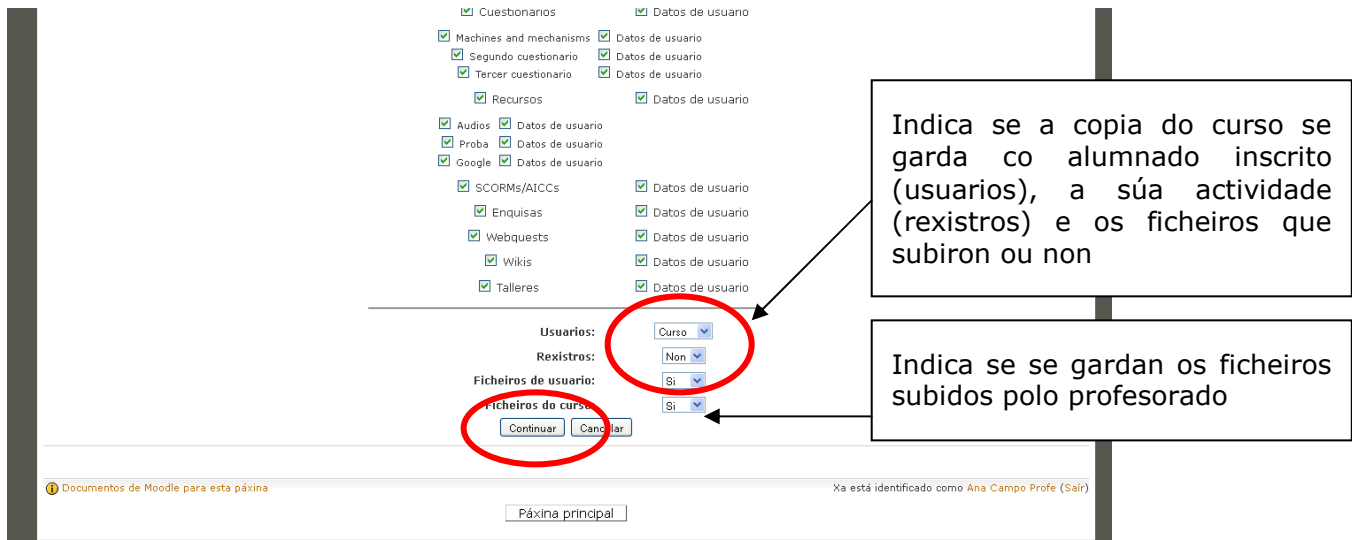 Cuestionarios Datos de usuario
Machines and mechanisms Datos de usuario
Segundo cuestionario Datos de usuario
Tercer cuestionario Datos de usuario
Recursos Datos de usuario
Audios Datos de usuario
Proba Datos de usuario
Google Datos de usuario
SCORMs/AICCs Datos de usuario
Enquisas Datos de usuario
Webquests Datos de usuario
Wikis Datos de usuario
Talleres Datos de usuario
Usuarios: Curso
Rexistros: Non
Ficheiros de usuario: Si
Ficheiros do curso Si
Continuar Cancelar
Indica se a copia do curso se
garda co alumnado inscrito
(usuarios), a súa actividade
(rexistros) e os ficheiros que
subiron ou non
Indica se se gardan os ficheiros
subidos polo profesorado
Documentos de Moodle para esta páxina
Xa está identificado como Ana Campo Profe (Saír)
Páxina principal